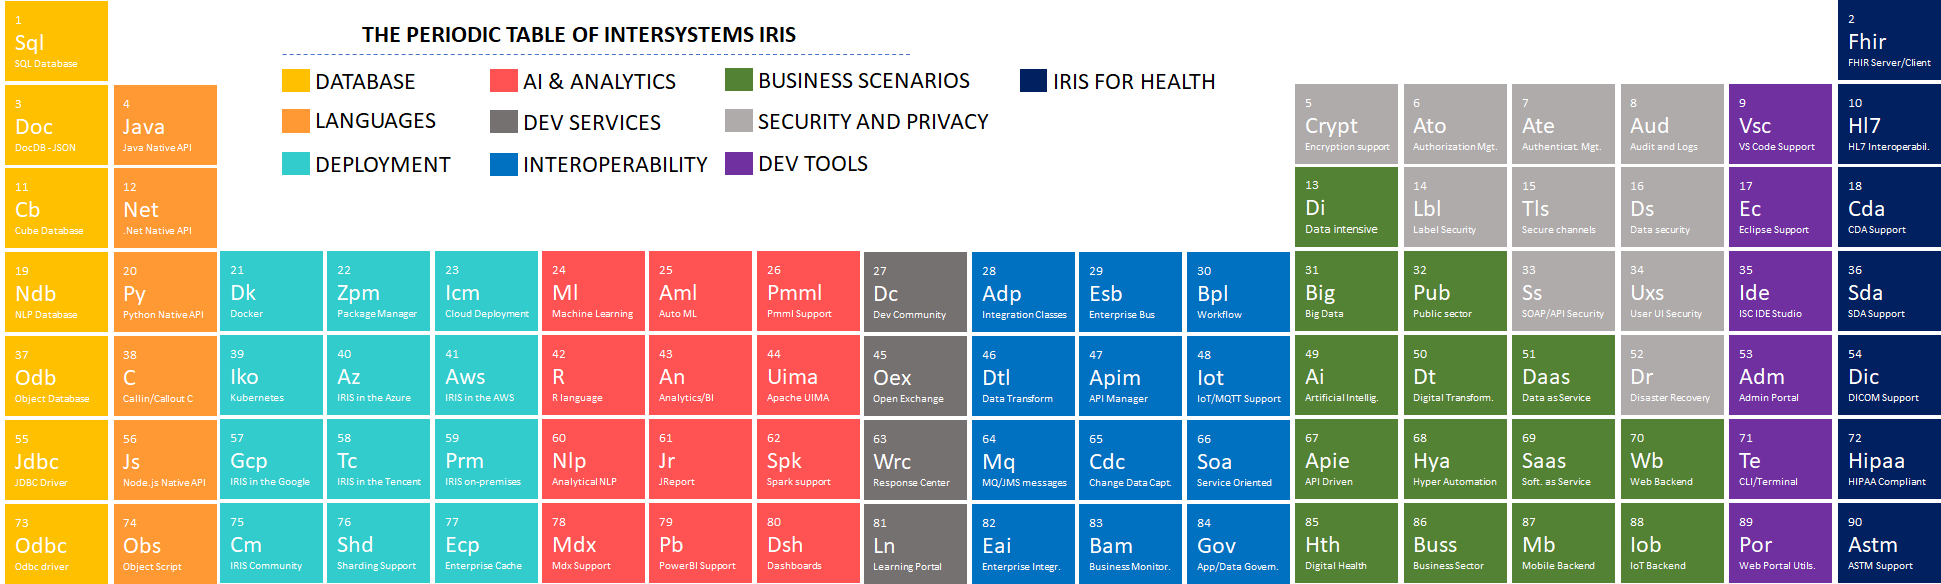 THE PERIODIC TABLE OF INTERSYSTEMS IRIS
DATABASE
AI & ANALYTICS
BUSINESS SCENARIOS
IRIS FOR HEALTH
LANGUAGES
DEV SERVICES
SECURITY AND PRIVACY
DEPLOYMENT
INTEROPERABILITY
DEV TOOLS
1
Sql
SQL Database
2
Fhir
FHIR Server/Client
3
Doc
DocDB - JSON
4
Java
Java Native API
5
Crypt
Encryption support
6
Ato
Authorization Mgt.
7
Ate
Authenticat. Mgt.
8
Aud
Audit and Logs
9
Vsc
VS Code Support
10
Hl7
HL7 Interoperabil.
11
Cb
Cube Database
12
Net
.Net Native API
13
Di
Data intensive
14
Lbl
Label Security
15
Tls
Secure channels
16
Ds
Data security
17
Ec
Eclipse Support
18
Cda
CDA Support
19
Ndb
NLP Database
20
Py
Python Native API
21
Dk
Docker
22
Zpm
Package Manager
23
Icm
Cloud Deployment
24
Ml
Machine Learning
25
Aml
Auto ML
26
Pmml
Pmml Support
27
Dc
Dev Community
28
Adp
Integration Classes
29
Esb
Enterprise Bus
30
Bpl
Workflow
31
Big
Big Data
32
Pub
Public sector
33
Ss
SOAP/API Security
34
Uxs
User UI Security
35
Ide
ISC IDE Studio
36
Sda
SDA Support
37
Odb
Object Database
38
C
Callin/Callout C
39
Iko
Kubernetes
40
Az
IRIS in the Azure
41
Aws
IRIS in the AWS
42
R
R language
43
An
Analytics/BI
44
Uima
Apache UIMA
45
Oex
Open Exchange
46
Dtl
Data Transform
47
Apim
API Manager
48
Iot
IoT/MQTT Support
49
Ai
Artificial Intellig.
50
Dt
Digital Transform.
51
Daas
Data as Service
52
Dr
Disaster Recovery
53
Adm
Admin Portal
54
Dic
DICOM Support
55
Jdbc
JDBC Driver
56
Js
Node.js Native API
57
Gcp
IRIS in the Google
58
Tc
IRIS in the Tencent
59
Prm
IRIS on-premises
60
Nlp
Analytical NLP
61
Jr
JReport
62
Spk
Spark support
63
Wrc
Response Center
64
Mq
MQ/JMS messages
65
Cdc
Change Data Capt.
66
Soa
Service Oriented
67
Apie
API Driven
68
Hya
Hyper Automation
69
Saas
Soft. as Service
70
Wb
Web Backend
71
Te
CLI/Terminal
72
Hipaa
HIPAA Compliant
73
Odbc
Odbc driver
74
Obs
Object Script
75
Cm
IRIS Community
76
Shd
Sharding Support
77
Ecp
Enterprise Cache
78
Mdx
Mdx Support
79
Pb
PowerBI Support
80
Dsh
Dashboards
81
Ln
Learning Portal
82
Eai
Enterprise Integr.
83
Bam
Business Monitor.
84
Gov
App/Data Govern.
85
Hth
Digital Health
86
Buss
Business Sector
87
Mb
Mobile Backend
88
Iob
IoT Backend
89
Por
Web Portal Utils.
90
Astm
ASTM Support